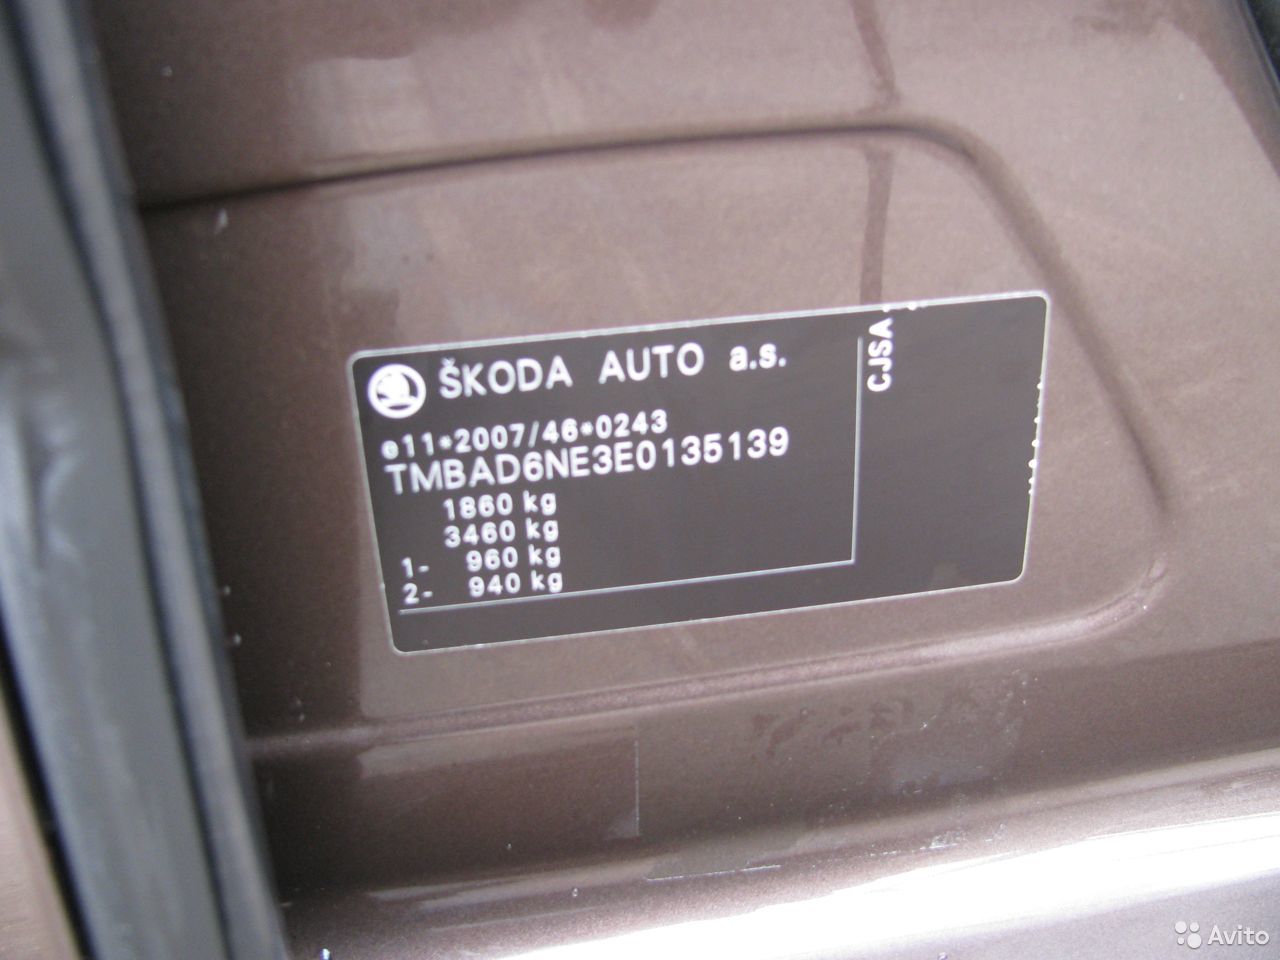 ŠKODA AUTO a.s.
e11*2007/46*0243
TMBAD6NE3E0135139
1860 kg
3460 kg
1- 960 kg
2- 940 kg
CJSA
Avito